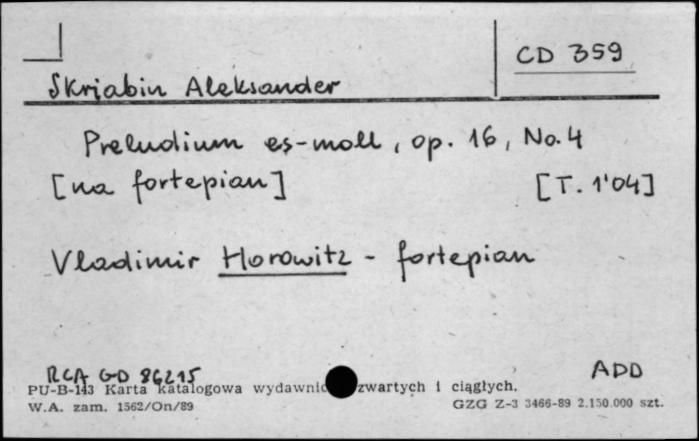 CD 359
Skrjabin Aleksander
Preludium es-moll, op. 16, No. 4
[na fortepian] [T. 1'04]
Vladimir Horowitz - fortepian
RCA GD 86215 ADD
PU-B-143 Karta katalogowa wydawnic zwartych i ciągłych.
W.A. zam. 1562/On/89 GZG Z-3 3466-89 2.150.000 szt.